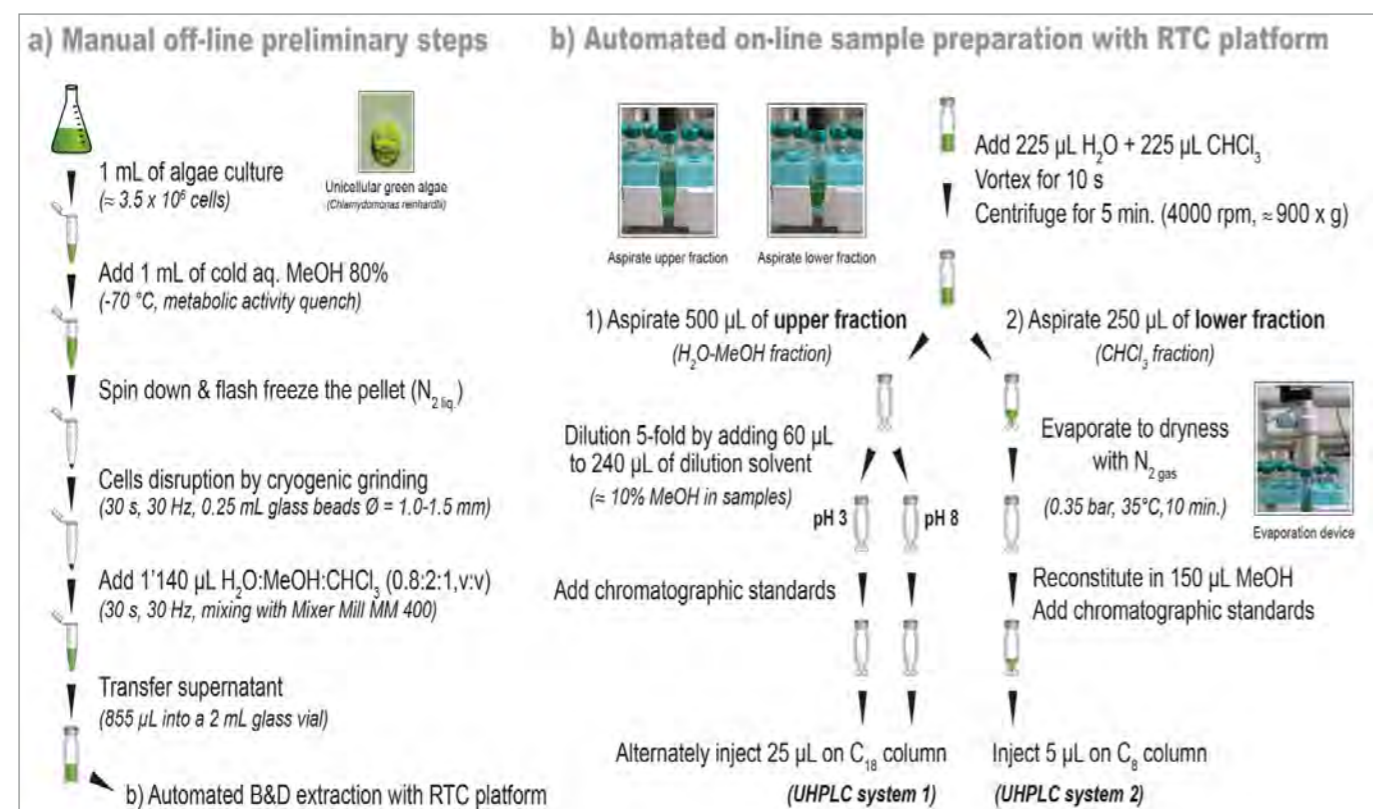 a) Manual off-line preliminary steps
1 mL of algae culture
(≈ 3.5 x 10⁶ cells)
Unicellular green algae
(Chlamydomonas reinhardtii)
Add 1 mL of cold aq. MeOH 80%
(-70 °C, metabolic activity quench)
Spin down & flash freeze the pellet (N₂ liq.)
Cells disruption by cryogenic grinding
(30 s, 30 Hz, 0.25 mL glass beads Ø = 1.0-1.5 mm)
Add 1'140 µL H₂O:MeOH:CHCl₃ (0.8:2:1,v:v)
(30 s, 30 Hz, mixing with Mixer Mill MM 400)
Transfer supernatant
(855 µL into a 2 mL glass vial)
b) Automated B&D extraction with RTC platform
b) Automated on-line sample preparation with RTC platform
Aspirate upper fraction
Aspirate lower fraction
Add 225 µL H₂O + 225 µL CHCl₃
Vortex for 10 s
Centrifuge for 5 min. (4000 rpm, ≈ 900 x g)
1) Aspirate 500 µL of upper fraction
(H₂O-MeOH fraction)
Dilution 5-fold by adding 60 µL
to 240 µL of dilution solvent
(≈ 10% MeOH in samples)
pH 3
pH 8
Add chromatographic standards
Alternately inject 25 µL on C₁₈ column
(UHPLC system 1)
2) Aspirate 250 µL of lower fraction
(CHCl₃ fraction)
Evaporate to dryness
with N₂ gas
(0.35 bar, 35°C,10 min.)
Evaporation device
Reconstitute in 150 µL MeOH
Add chromatographic standards
Inject 5 µL on C₈ column
(UHPLC system 2)